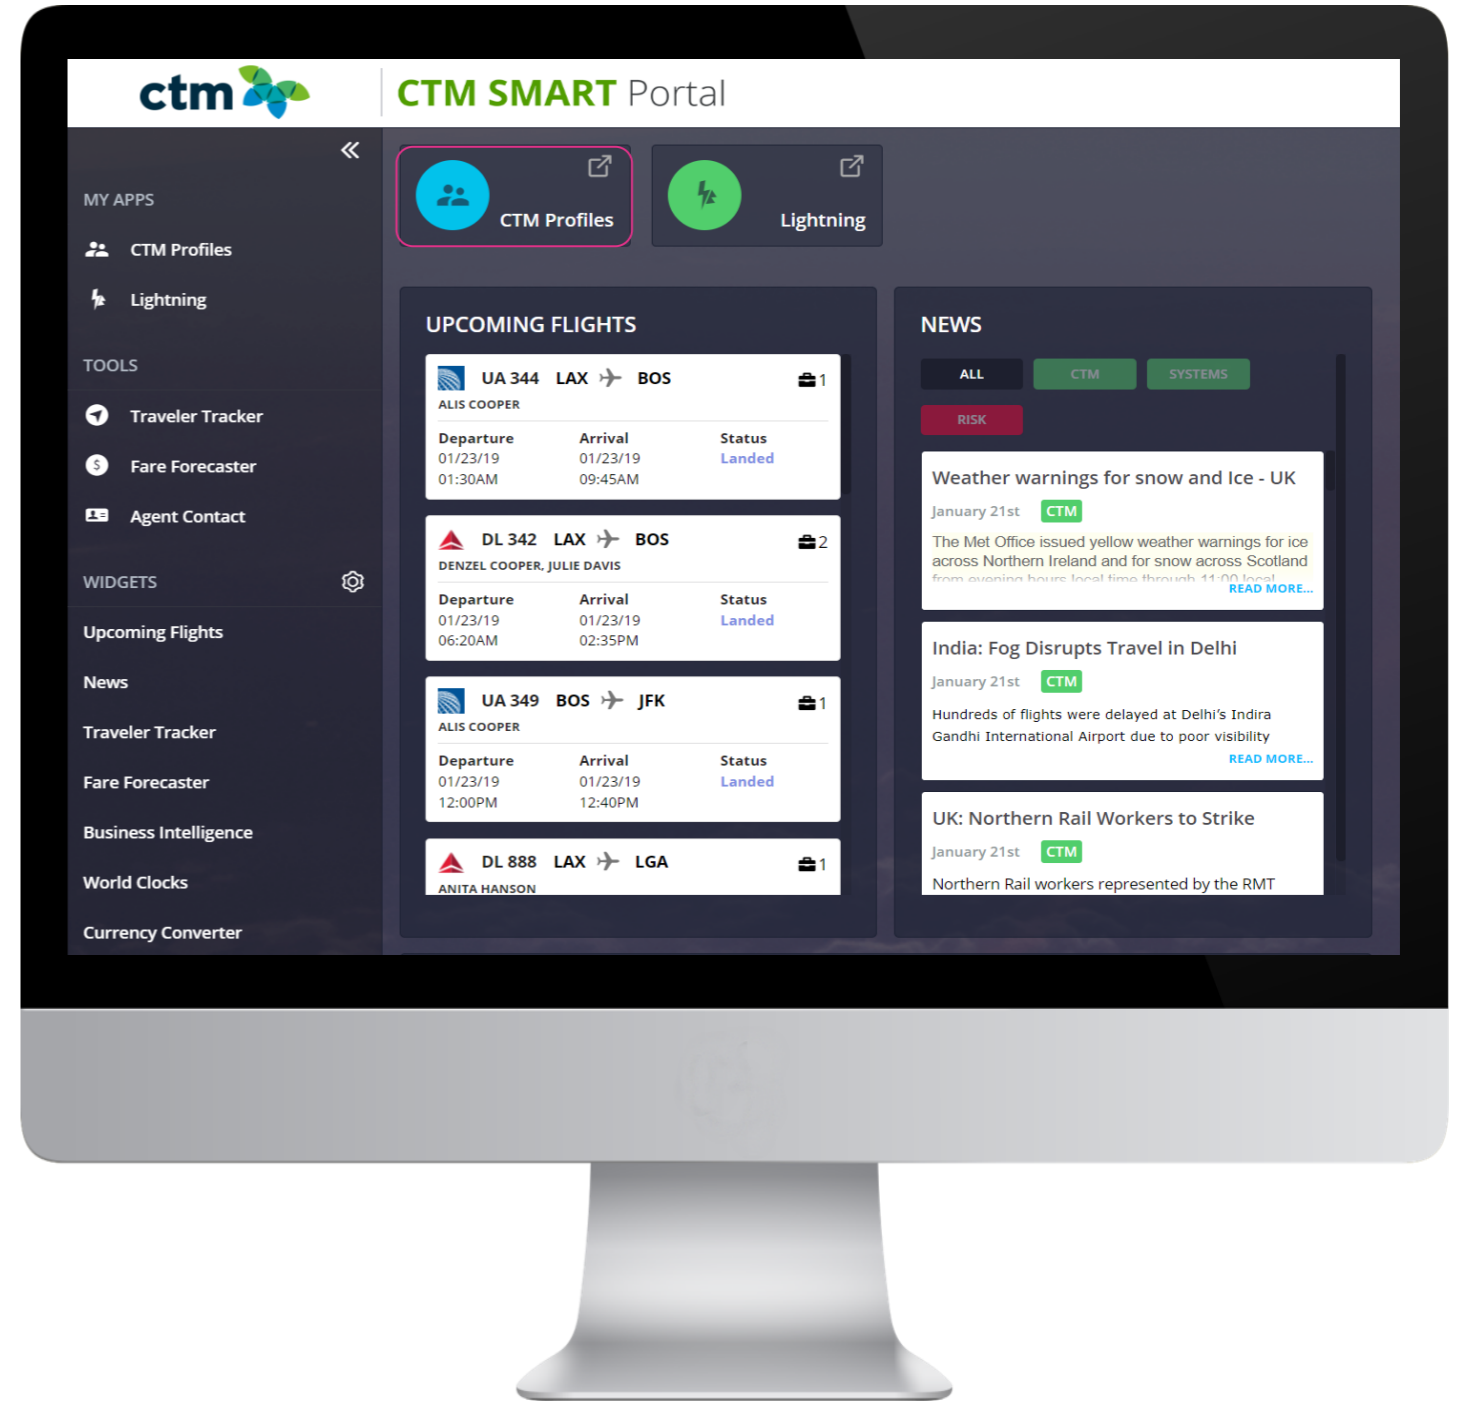 ctm
CTM SMART Portal
MY APPS
CTM Profiles
Lightning
TOOLS
Traveler Tracker
Fare Forecaster
Agent Contact
WIDGETS
Upcoming Flights
News
Traveler Tracker
Fare Forecaster
Business Intelligence
World Clocks
Currency Converter
CTM Profiles
Lightning
UPCOMING FLIGHTS
UA 344 LAX BOS 1
ALIS COOPER
Departure Arrival Status
01/23/19 01/23/19 Landed
01:30AM 09:45AM
DL 342 LAX BOS 2
DENZEL COOPER, JULIE DAVIS
Departure Arrival Status
01/23/19 01/23/19 Landed
06:20AM 02:35PM
UA 349 BOS JFK 1
ALIS COOPER
Departure Arrival Status
01/23/19 01/23/19 Landed
12:00PM 12:40PM
DL 888 LAX LGA 1
ANITA HANSON
NEWS
ALL CTM SYSTEMS
RISK
Weather warnings for snow and Ice - UK
January 21st CTM
The Met Office issued yellow weather warnings for ice
across Northern Ireland and for snow across Scotland
from evening hours local time through 11:00 local
READ MORE...
India: Fog Disrupts Travel in Delhi
January 21st CTM
Hundreds of flights were delayed at Delhi's Indira
Gandhi International Airport due to poor visibility
READ MORE...
UK: Northern Rail Workers to Strike
January 21st CTM
Northern Rail workers represented by the RMT